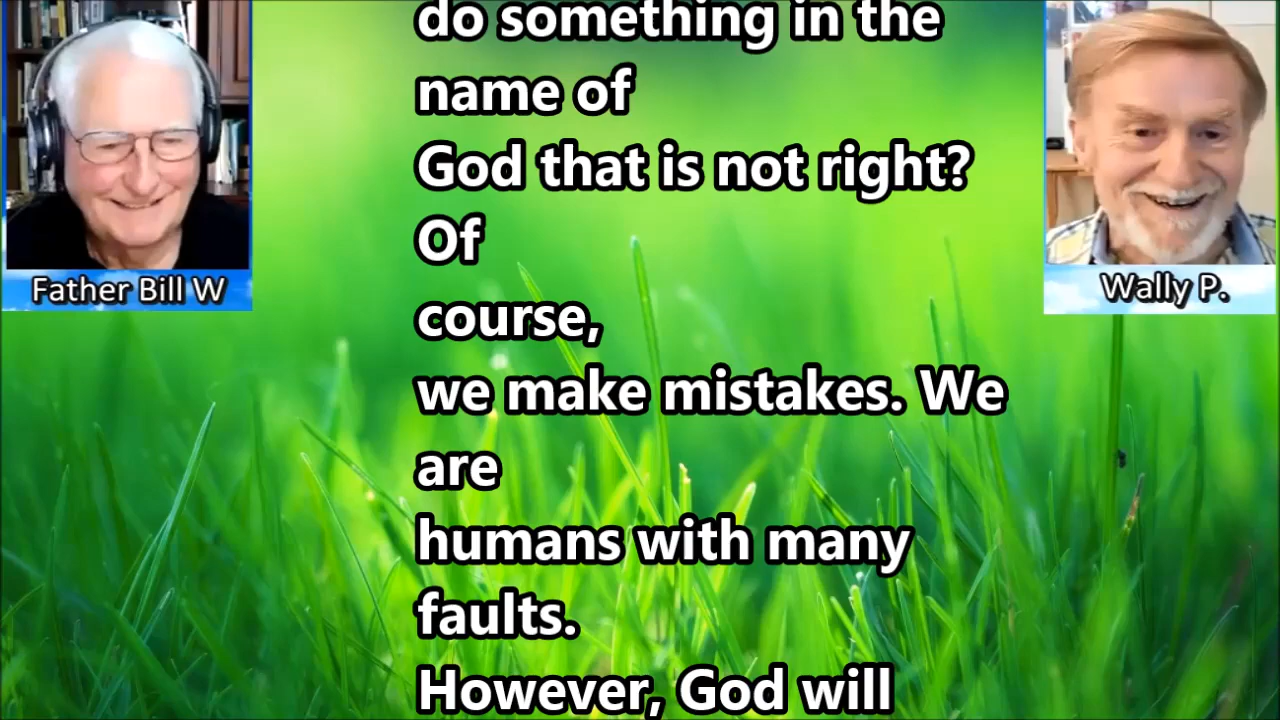 do something in the
name of
God that is not right?
Of
course,
we make mistakes. We
are
humans with many
faults.
However, God will
Father Bill W
Wally P.